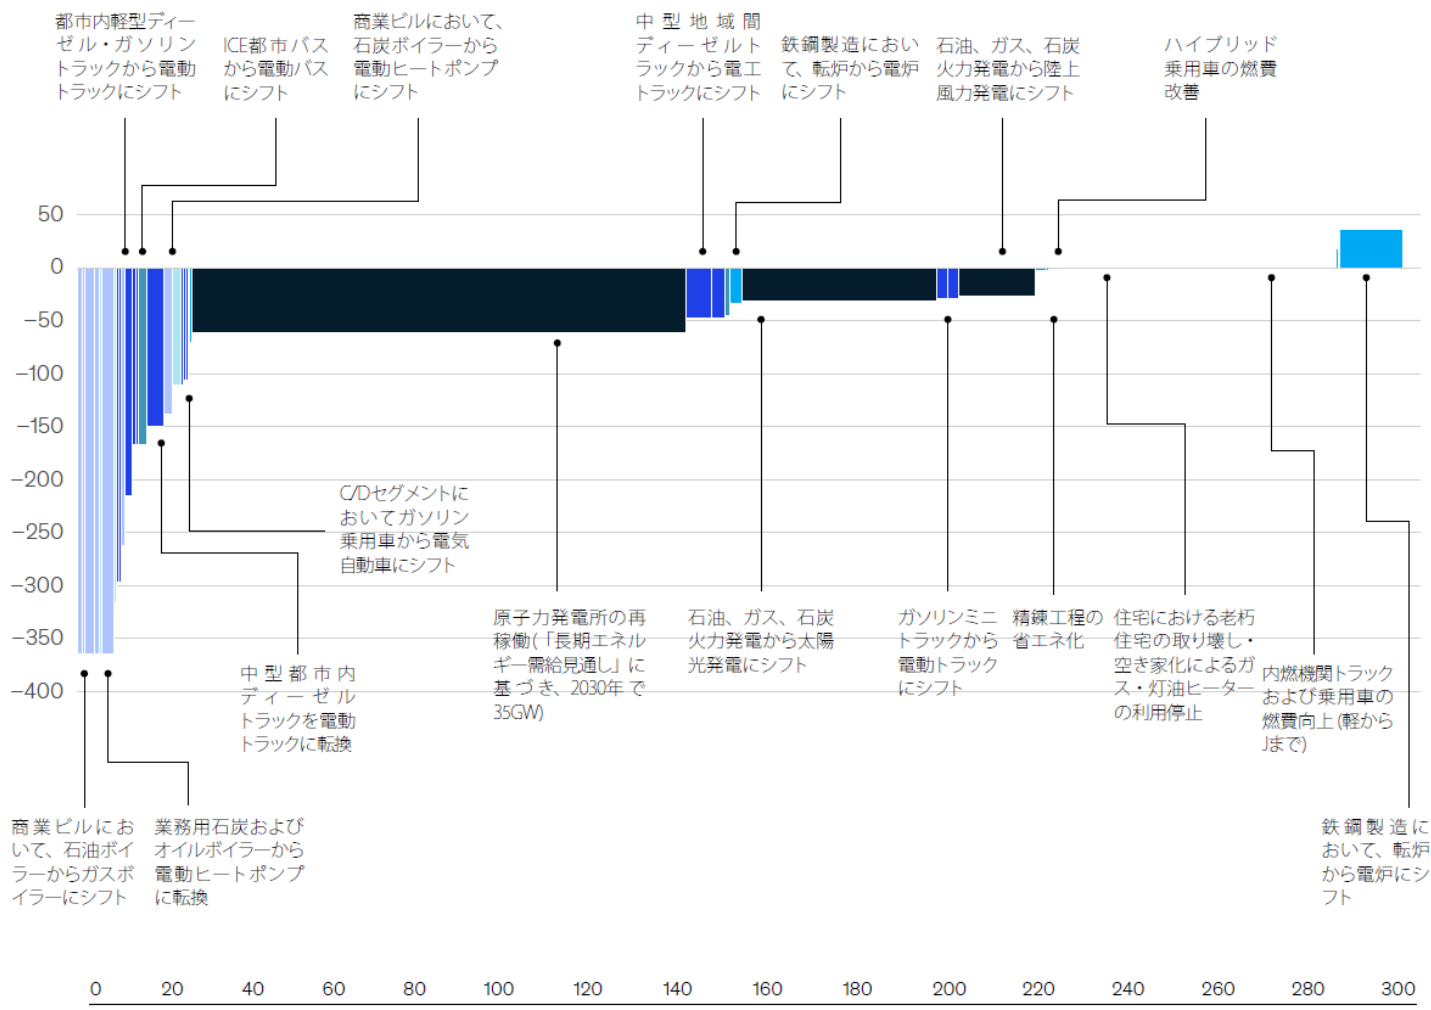 都市内軽型ディー
ゼル・ガソリン
トラックから電動
トラックにシフト
ICE都市バス
から電動バス
にシフト
商業ビルにおいて、
石炭ボイラーから
電動ヒートポンプ
にシフト
中型地域間
ディーゼルト
ラックから電工
トラックにシフト
鉄鋼製造におい
て、転炉から電炉
にシフト
石油、ガス、石炭
火力発電から陸上
風力発電にシフト
ハイブリッド
乗用車の燃費
改善
50
0
−50
−100
−150
−200
−250
−300
−350
−400
C/Dセグメントに
おいてガソリン
乗用車から電気
自動車にシフト
中型都市内
ディーゼル
トラックを電動
トラックに転換
原子力発電所の再
稼働(「長期エネル
ギー需給見通し」に
基づき、2030年で
35GW)
石油、ガス、石炭
火力発電から太陽
光発電にシフト
ガソリンミニ
トラックから
電動トラック
にシフト
精錬工程の
省エネ化
住宅における老朽
住宅の取り壊し・
空き家化によるガ
ス・灯油ヒーター
の利用停止
内燃機関トラック
および乗用車の
燃費向上(軽から
Jまで)
商業ビルにお
いて、石油ボイ
ラーからガスボ
イラーにシフト
業務用石炭および
オイルボイラーから
電動ヒートポンプ
に転換
鉄鋼製造に
おいて、転炉
から電炉にシ
フト
0 20 40 60 80 100 120 140 160 180 200 220 240 260 280 300